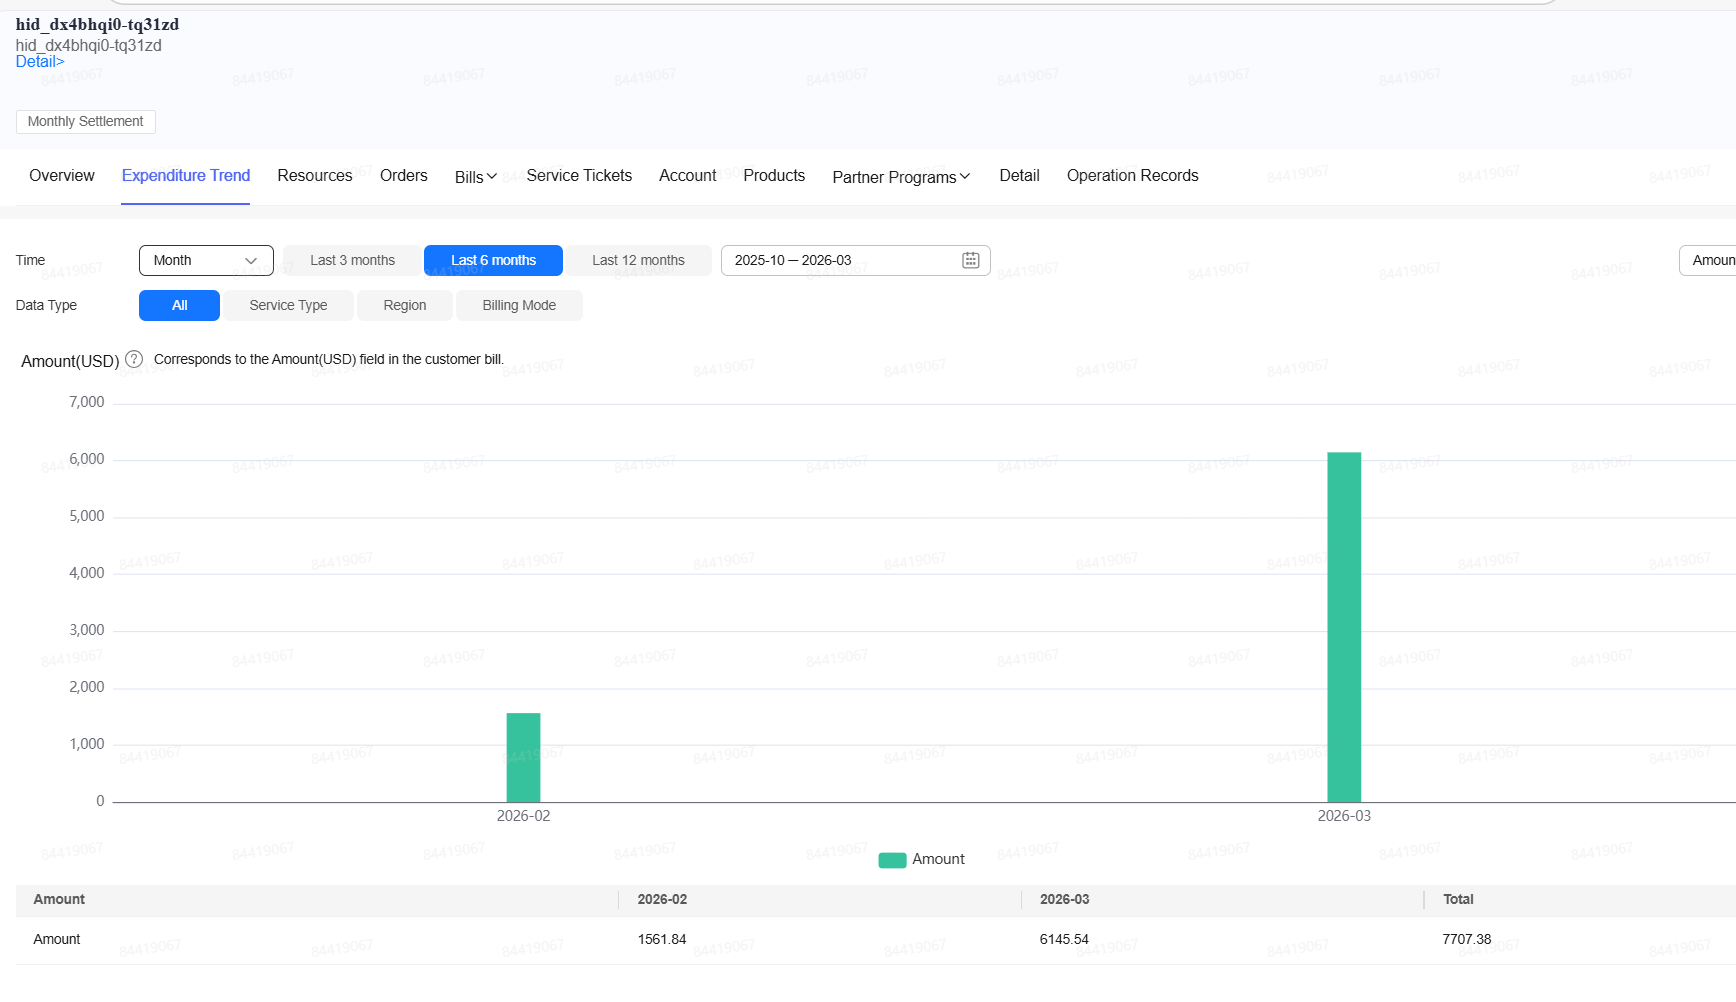 hid_dx4bhqi0-tq31zd
hid_dx4bhqi0-tq31zd
Detail>
Monthly Settlement
Overview Expenditure Trend Resources Orders Bills Service Tickets Account Products Partner Programs Detail Operation Records
Time Month Last 3 months Last 6 months Last 12 months 2025-10 — 2026-03 Amoun
Data Type All Service Type Region Billing Mode
Amount(USD) ? Corresponds to the Amount(USD) field in the customer bill.
7,000
6,000
5,000
4,000
3,000
2,000
1,000
0
2026-02 2026-03
Amount
Amount 2026-02 2026-03 Total
Amount 1561.84 6145.54 7707.38
84419067